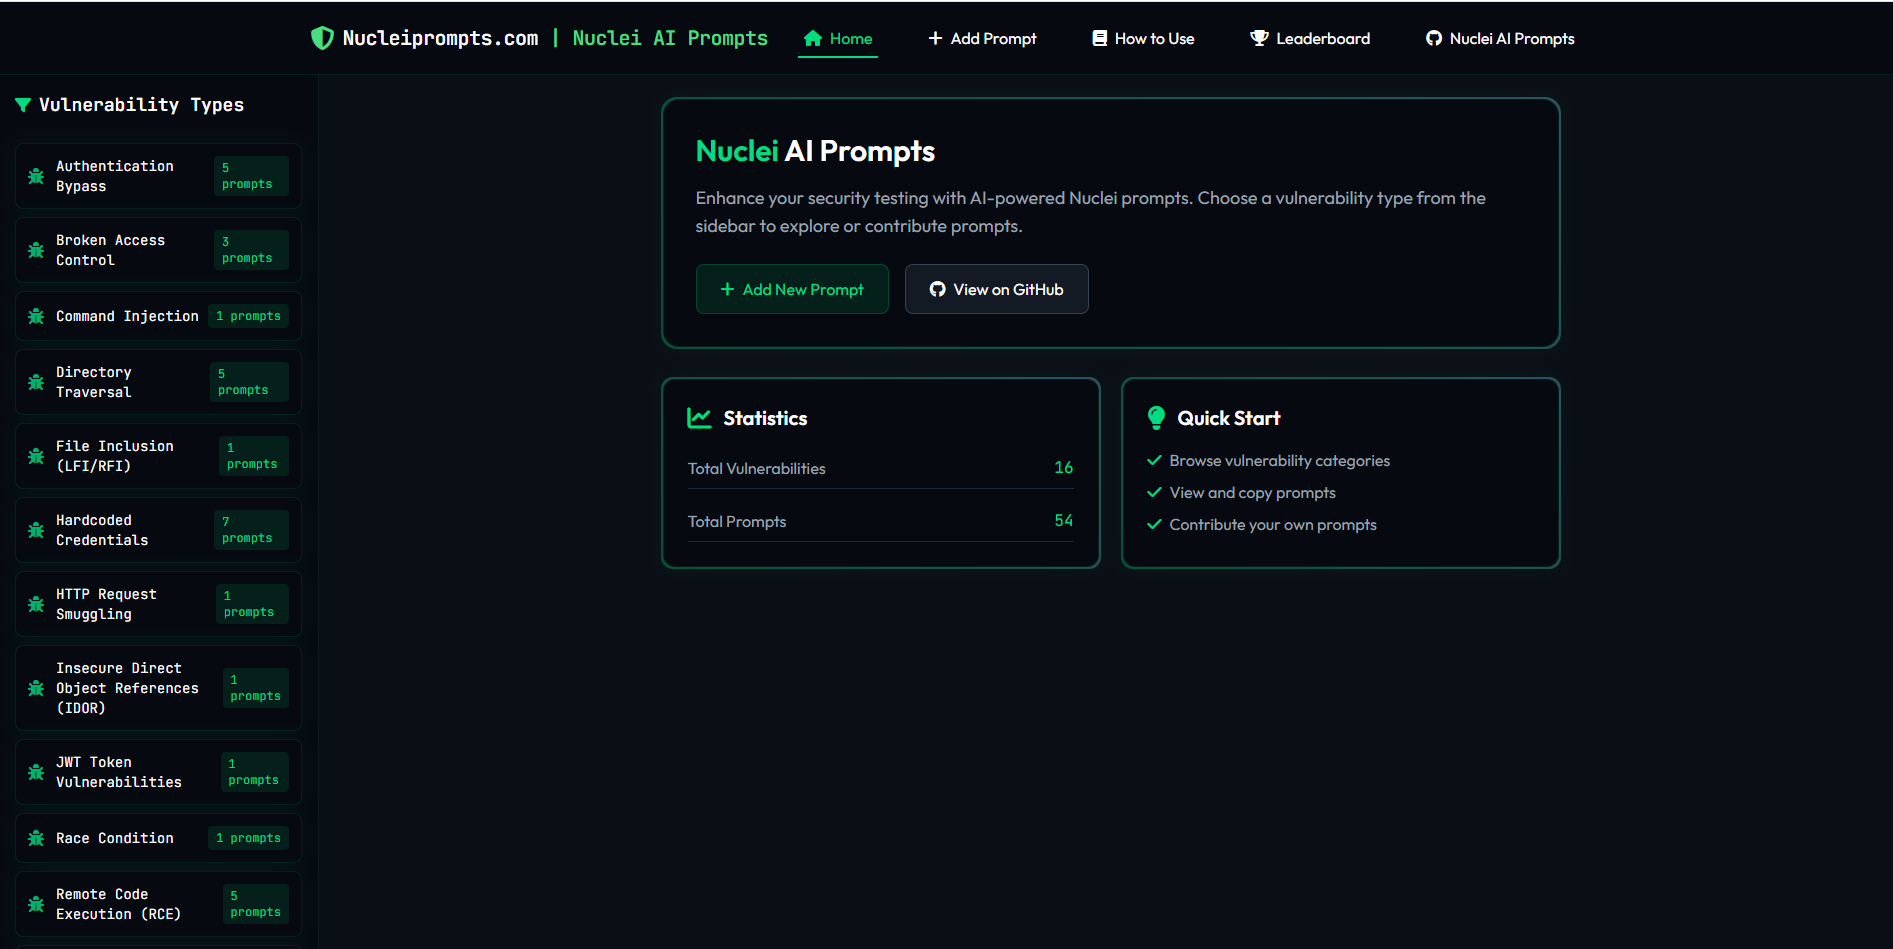 Nucleiprompts.com | Nuclei AI Prompts
Home
Add Prompt
How to Use
Leaderboard
Nuclei AI Prompts
Vulnerability Types
Authentication
Bypass
5
prompts
Broken Access
Control
3
prompts
Command Injection
1 prompts
Directory
Traversal
5
prompts
File Inclusion
(LFI/RFI)
1
prompts
Hardcoded
Credentials
7
prompts
HTTP Request
Smuggling
1
prompts
Insecure Direct
Object References
(IDOR)
1
prompts
JWT Token
Vulnerabilities
1
prompts
Race Condition
1 prompts
Remote Code
Execution (RCE)
5
prompts
Nuclei AI Prompts
Enhance your security testing with AI-powered Nuclei prompts. Choose a vulnerability type from the
sidebar to explore or contribute prompts.
Add New Prompt
View on GitHub
Statistics
Total Vulnerabilities
16
Total Prompts
54
Quick Start
Browse vulnerability categories
View and copy prompts
Contribute your own prompts